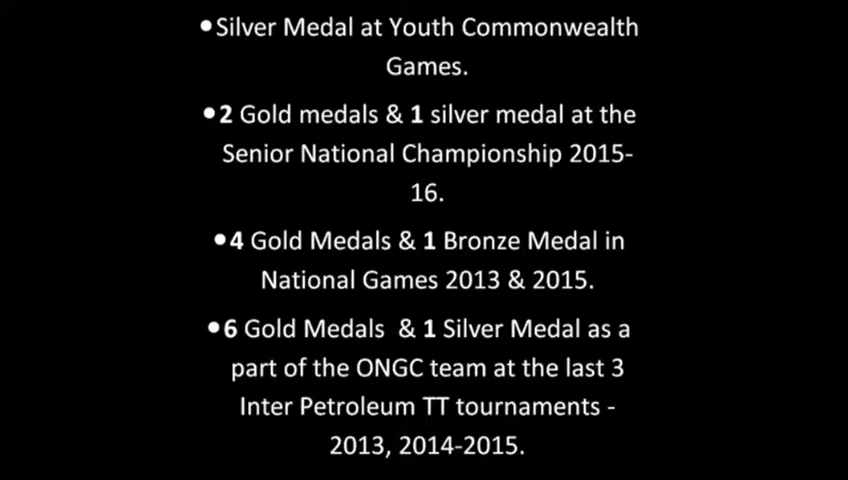 •Silver Medal at Youth Commonwealth
Games.
•2 Gold medals & 1 silver medal at the
Senior National Championship 2015-
16.
•4 Gold Medals & 1 Bronze Medal in
National Games 2013 & 2015.
•6 Gold Medals  & 1 Silver Medal as a
part of the ONGC team at the last 3
Inter Petroleum TT tournaments -
2013, 2014-2015.